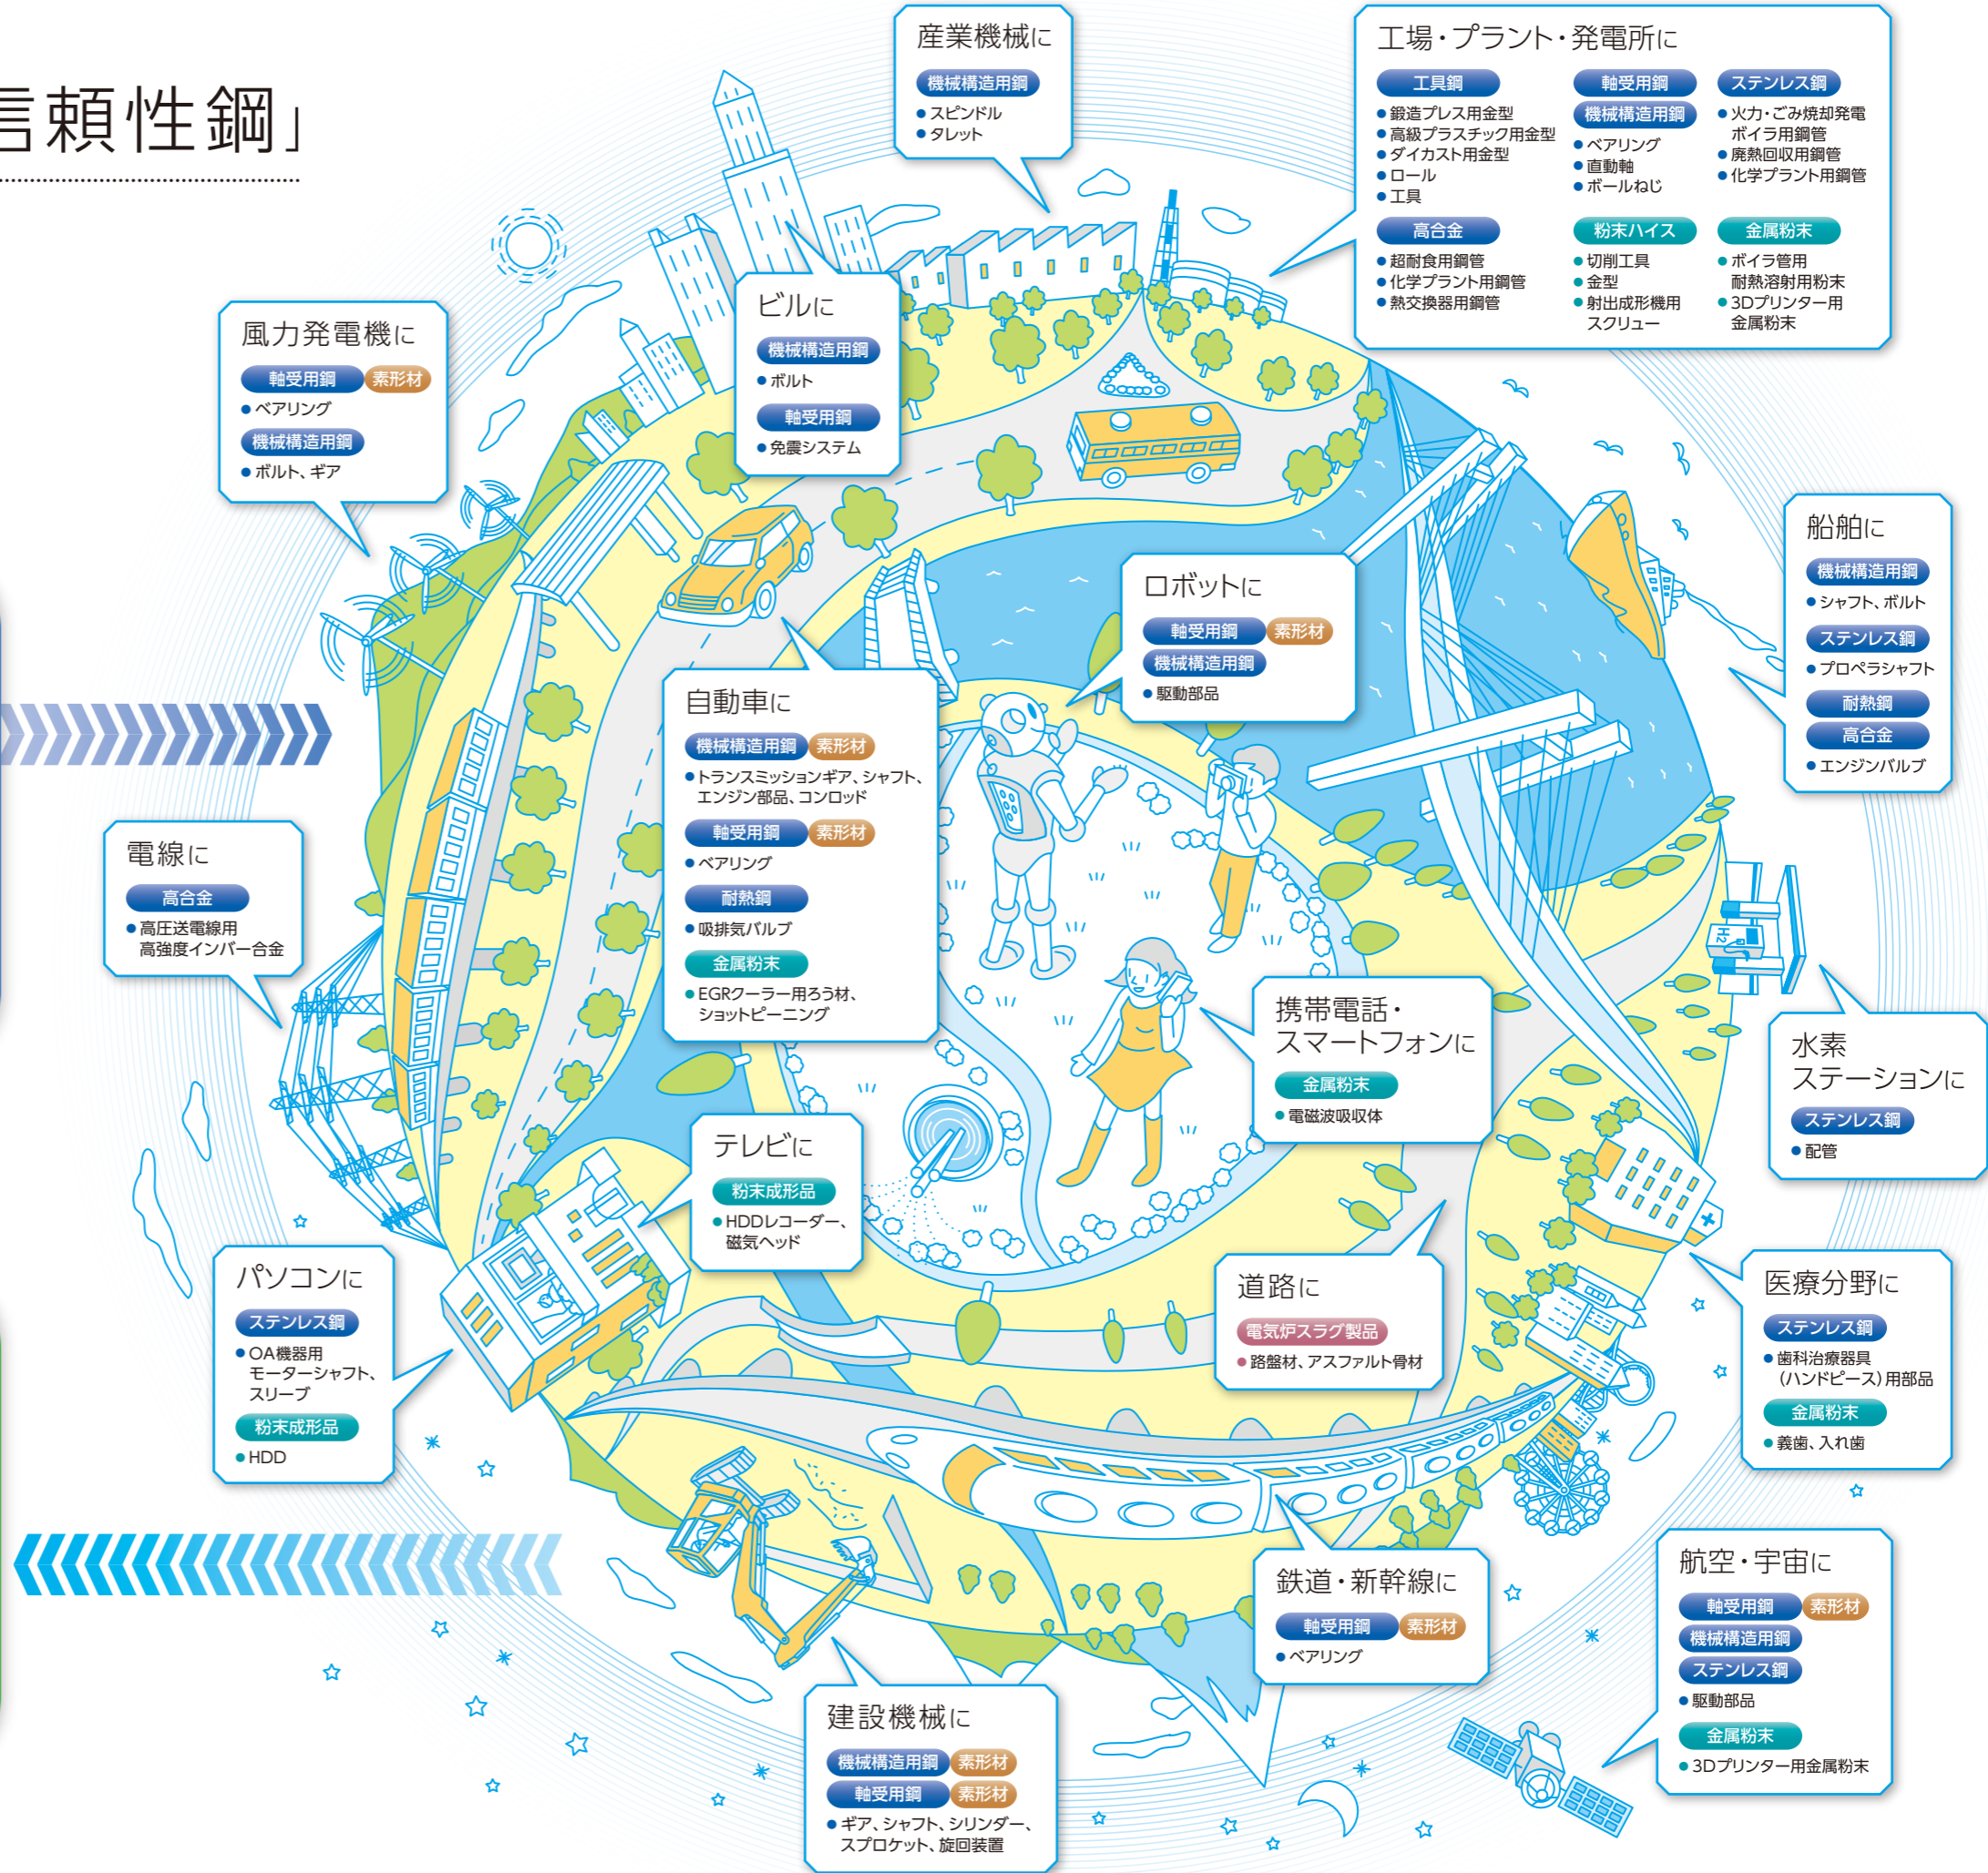 信頼性鋼」
産業機械に
機械構造用鋼
●スピンドル
●タレット
工場・プラント・発電所に
工具鋼
●鍛造プレス用金型
●高級プラスチック用金型
●ダイカスト用金型
●ロール
●工具
軸受用鋼
機械構造用鋼
●ベアリング
●直動軸
●ボールねじ
ステンレス鋼
●火力・ごみ焼却発電
ボイラ用鋼管
●廃熱回収用鋼管
●化学プラント用鋼管
高合金
●超耐食用鋼管
●化学プラント用鋼管
●熱交換器用鋼管
粉末ハイス
●切削工具
●金型
●射出成形機用
スクリュー
金属粉末
●ボイラ管用
耐熱溶射用粉末
●3Dプリンター用
金属粉末
ビルに
機械構造用鋼
●ボルト
軸受用鋼
●免震システム
風力発電機に
軸受用鋼 素形材
●ベアリング
機械構造用鋼
●ボルト、ギア
船舶に
機械構造用鋼
●シャフト、ボルト
ステンレス鋼
●プロペラシャフト
耐熱鋼
高合金
●エンジンバルブ
ロボットに
軸受用鋼 素形材
機械構造用鋼
●駆動部品
自動車に
機械構造用鋼 素形材
●トランスミッションギア、シャフト、
エンジン部品、コンロッド
軸受用鋼 素形材
●ベアリング
耐熱鋼
●吸排気バルブ
金属粉末
●EGRクーラー用ろう材、
ショットピーニング
電線に
高合金
●高圧送電線用
高強度インバー合金
H2
携帯電話・
スマートフォンに
金属粉末
●電磁波吸収体
水素
ステーションに
ステンレス鋼
●配管
テレビに
粉末成形品
●HDDレコーダー、
磁気ヘッド
パソコンに
ステンレス鋼
●OA機器用
モーターシャフト、
スリーブ
粉末成形品
●HDD
道路に
電気炉スラグ製品
●路盤材、アスファルト骨材
医療分野に
ステンレス鋼
●歯科治療器具
（ハンドピース）用部品
金属粉末
●義歯、入れ歯
鉄道・新幹線に
軸受用鋼 素形材
●ベアリング
航空・宇宙に
軸受用鋼 素形材
機械構造用鋼
ステンレス鋼
●駆動部品
金属粉末
●3Dプリンター用金属粉末
建設機械に
機械構造用鋼 素形材
軸受用鋼 素形材
●ギア、シャフト、シリンダー、
スプロケット、旋回装置